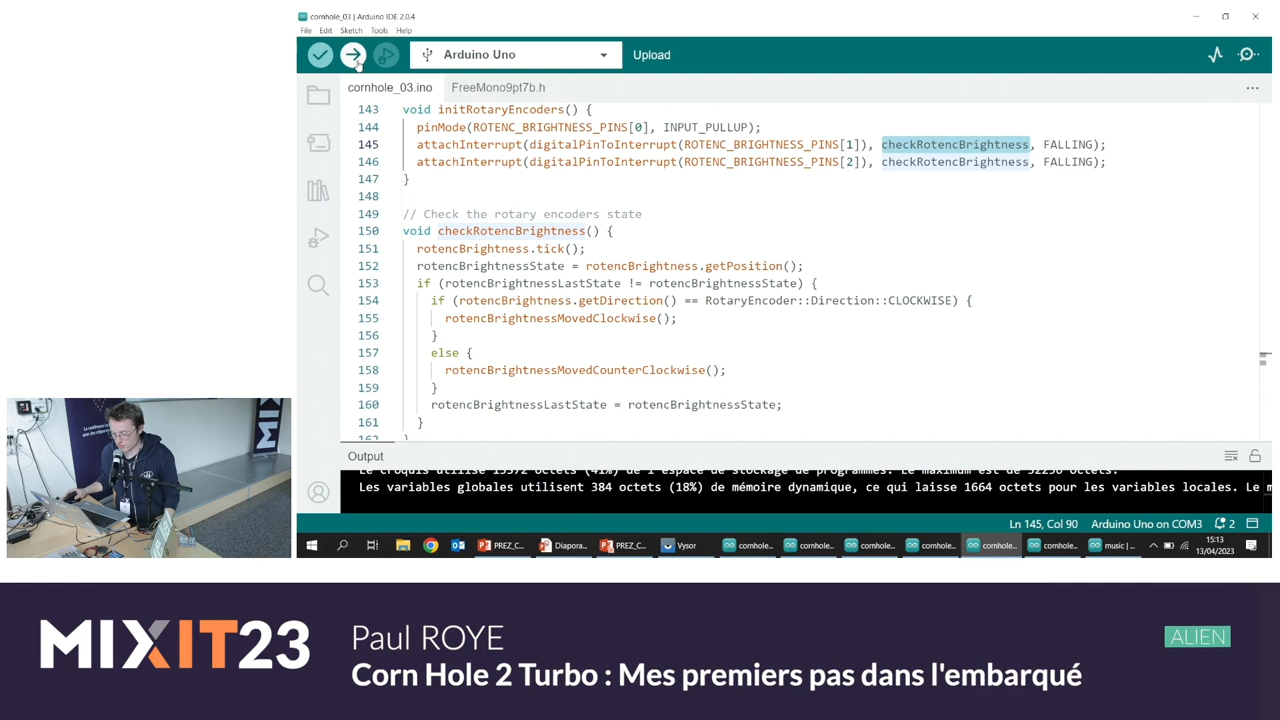 cornhole_03 | Arduino IDE 2.0.4
File Edit Sketch Tools Help
Arduino Uno
Upload
cornhole_03.ino FreeMono9pt7b.h
143 void initRotaryEncoders() {
144 pinMode(ROTENC_BRIGHTNESS_PINS[0], INPUT_PULLUP);
145 attachInterrupt(digitalPinToInterrupt(ROTENC_BRIGHTNESS_PINS[1]), checkRotencBrightness, FALLING);
146 attachInterrupt(digitalPinToInterrupt(ROTENC_BRIGHTNESS_PINS[2]), checkRotencBrightness, FALLING);
147 }
148
149 // Check the rotary encoders state
150 void checkRotencBrightness() {
151 rotencBrightness.tick();
152 rotencBrightnessState = rotencBrightness.getPosition();
153 if (rotencBrightnessLastState != rotencBrightnessState) {
154 if (rotencBrightness.getDirection() == RotaryEncoder::Direction::CLOCKWISE) {
155 rotencBrightnessMovedClockwise();
156 }
157 else {
158 rotencBrightnessMovedCounterClockwise();
159 }
160 rotencBrightnessLastState = rotencBrightnessState;
161 }
162 }
Output
Les variables globales utilisent 384 octets (18%) de mémoire dynamique, ce qui laisse 1664 octets pour les variables locales. Le m
Ln 145, Col 90 Arduino Uno on COM3 2
PREZ_C... Diapora... PREZ_C... Vysor cornhole... cornhole... cornhole... cornhole... cornhole... cornhole... music |...
15:13
13/04/2023
MIXIT23
Paul ROYE
ALIEN
Corn Hole 2 Turbo : Mes premiers pas dans l'embarqué